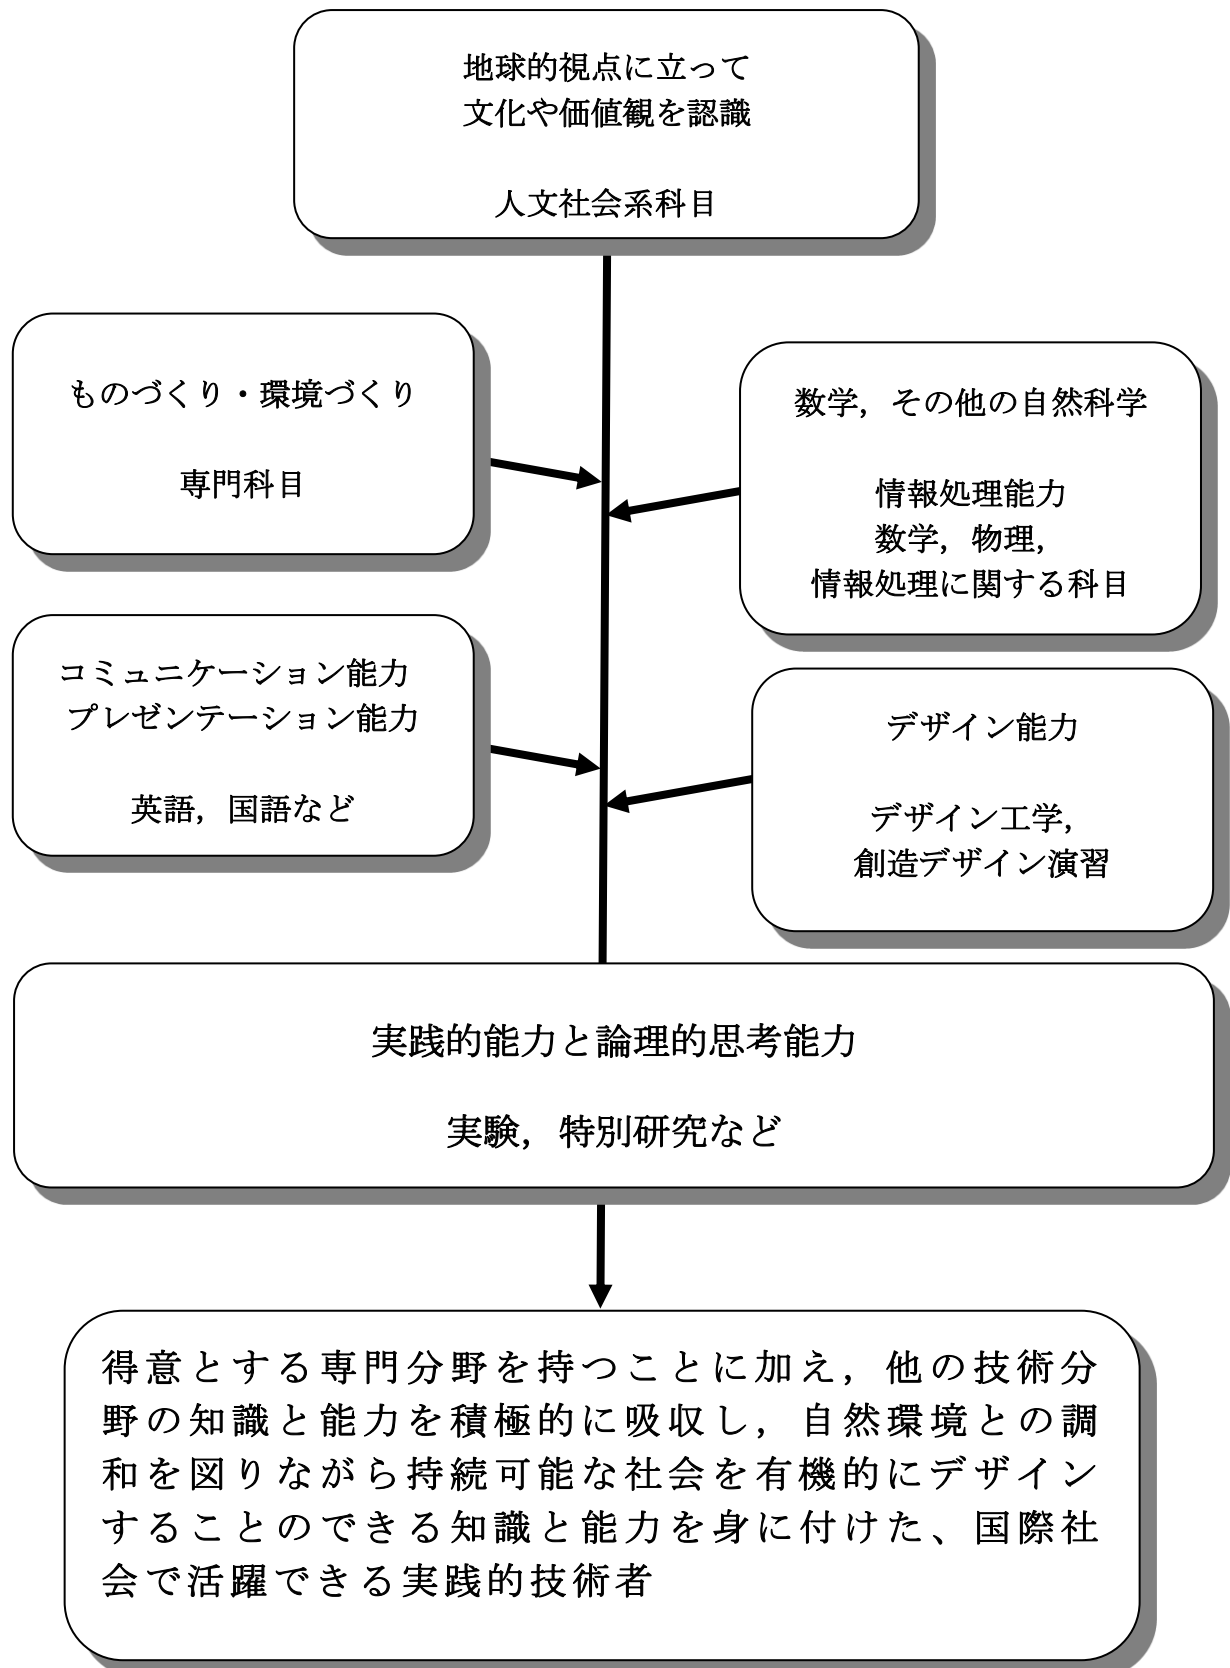 地球的視点に立って
文化や価値観を認識
人文社会系科目
ものづくり・環境づくり
専門科目
数学，その他の自然科学
情報処理能力
数学，物理，
情報処理に関する科目
コミュニケーション能力
プレゼンテーション能力
英語，国語など
デザイン能力
デザイン工学，
創造デザイン演習
実践的能力と論理的思考能力
実験，特別研究など
得意とする専門分野を持つことに加え，他の技術分
野の知識と能力を積極的に吸収し，自然環境との調
和を図りながら持続可能な社会を有機的にデザイン
することのできる知識と能力を身に付けた、国際社
会で活躍できる実践的技術者